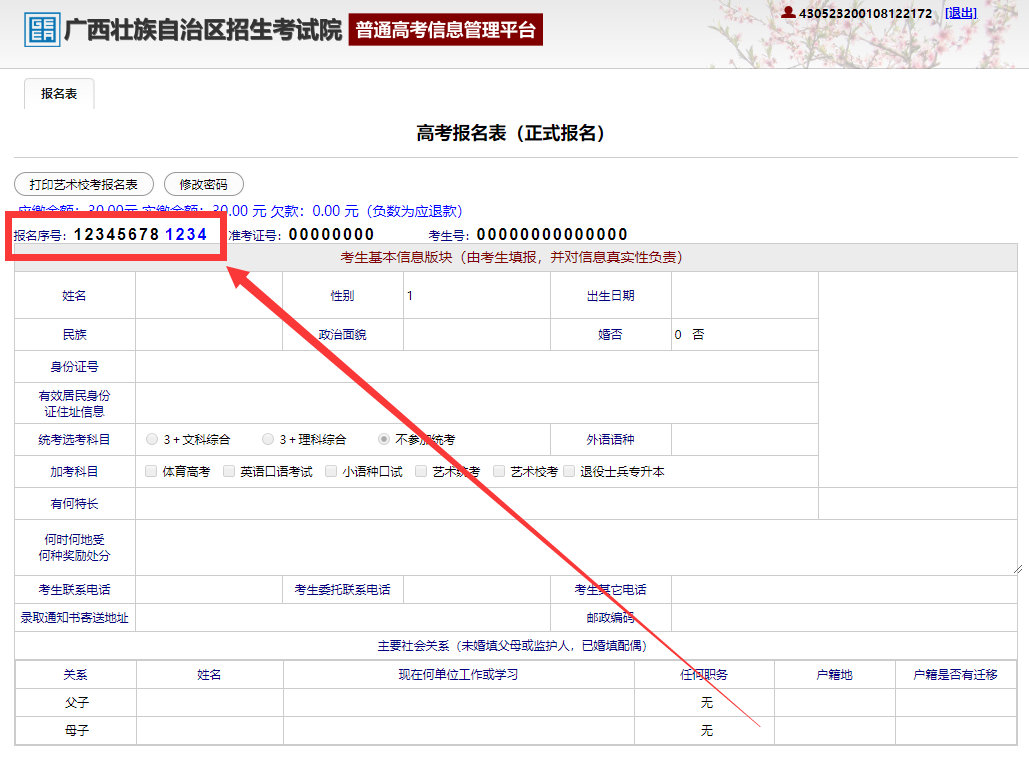 广西壮族自治区招生考试院 普通高考信息管理平台 430523200108122172 [退出]
报名表
高考报名表（正式报名）
打印艺术校考报名表 修改密码
应缴金额：30.00元 实缴金额：30.00 元 欠款：0.00 元（负数为应退款）
报名序号：12345678 1234 准考证号：00000000 考生号：00000000000000
考生基本信息版块（由考生填报，并对信息真实性负责）
姓名 性别 1 出生日期
民族 政治面貌 婚否 0 否
身份证号
有效居民身份
证住址信息
统考选考科目 3+文科综合 3+理科综合 不参加统考 外语语种
加考科目 体育高考 英语口语考试 小语种口试 艺术统考 艺术校考 退役士兵专升本
有何特长
何时何地受
何种奖励处分
考生联系电话 考生委托联系电话 考生其它电话
录取通知书寄送地址 邮政编码
主要社会关系（未婚填父母或监护人，已婚填配偶）
关系 姓名 现在何单位工作或学习 任何职务 户籍地 户籍是否有迁移
父子 无
母子 无